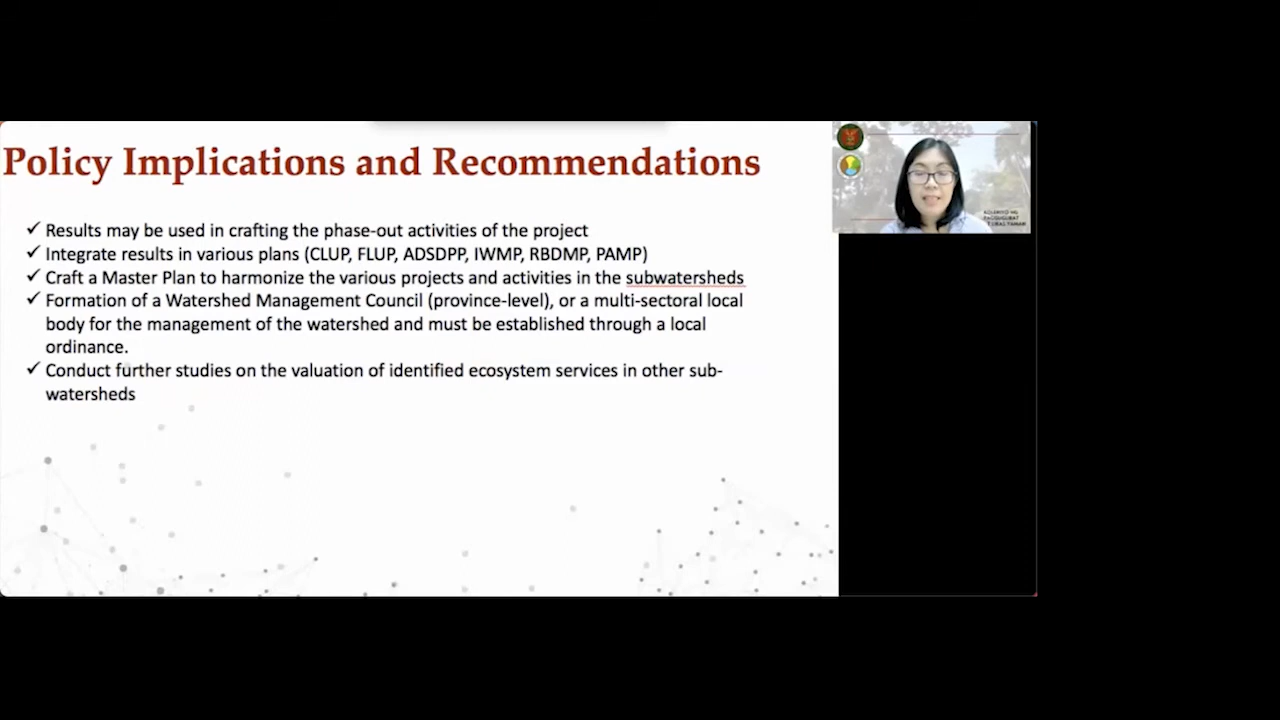 Policy Implications and Recommendations
✓ Results may be used in crafting the phase-out activities of the project
✓ Integrate results in various plans (CLUP, FLUP, ADSDPP, IWMP, RBDMP, PAMP)
✓ Craft a Master Plan to harmonize the various projects and activities in the subwatersheds
✓ Formation of a Watershed Management Council (province-level), or a multi-sectoral local
body for the management of the watershed and must be established through a local
ordinance.
✓ Conduct further studies on the valuation of identified ecosystem services in other sub-
watersheds